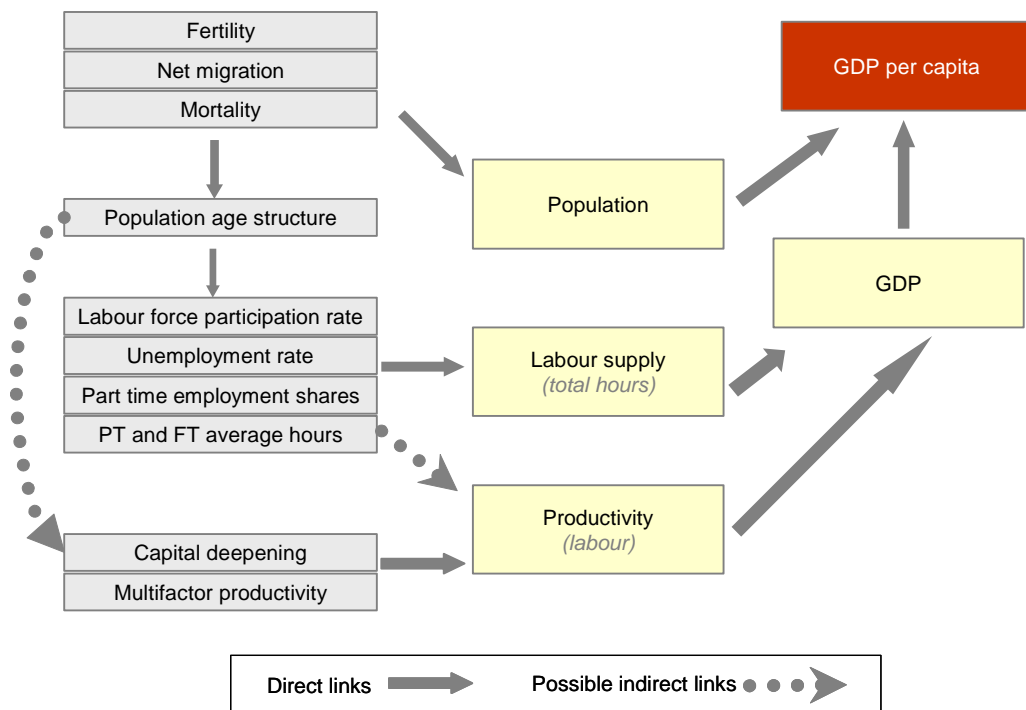 Fertility
Net migration
Mortality
GDP per capita
Population age structure
Population
GDP
Labour force participation rate
Unemployment rate
Part time employment shares
PT and FT average hours
Labour supply
(total hours)
Productivity
(labour)
Capital deepening
Multifactor productivity
Direct links
Possible indirect links